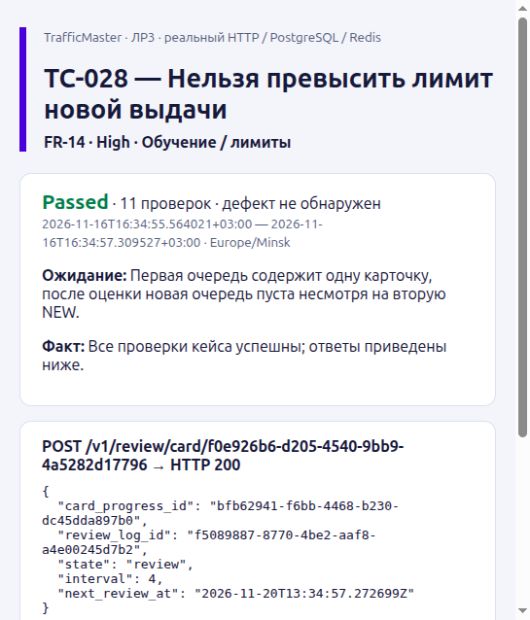 TrafficMaster · ЛР3 · реальный HTTP / PostgreSQL / Redis
TC-028 — Нельзя превысить лимит
новой выдачи
FR-14 · High · Обучение / лимиты
Passed · 11 проверок · дефект не обнаружен
2026-11-16T16:34:55.564021+03:00 — 2026-11-
16T16:34:57.309527+03:00 · Europe/Minsk
Ожидание: Первая очередь содержит одну карточку,
после оценки новая очередь пуста несмотря на вторую
NEW.
Факт: Все проверки кейса успешны; ответы приведены
ниже.
POST /v1/review/card/f0e926b6-d205-4540-9bb9-
4a5282d17796 → HTTP 200
{
  "card_progress_id": "bfb62941-f6bb-4468-b230-
dc45dda897b0",
  "review_log_id": "f5089887-8770-4be2-aaf8-
a4e00245d7b2",
  "state": "review",
  "interval": 4,
  "next_review_at": "2026-11-20T13:34:57.272699Z"
}